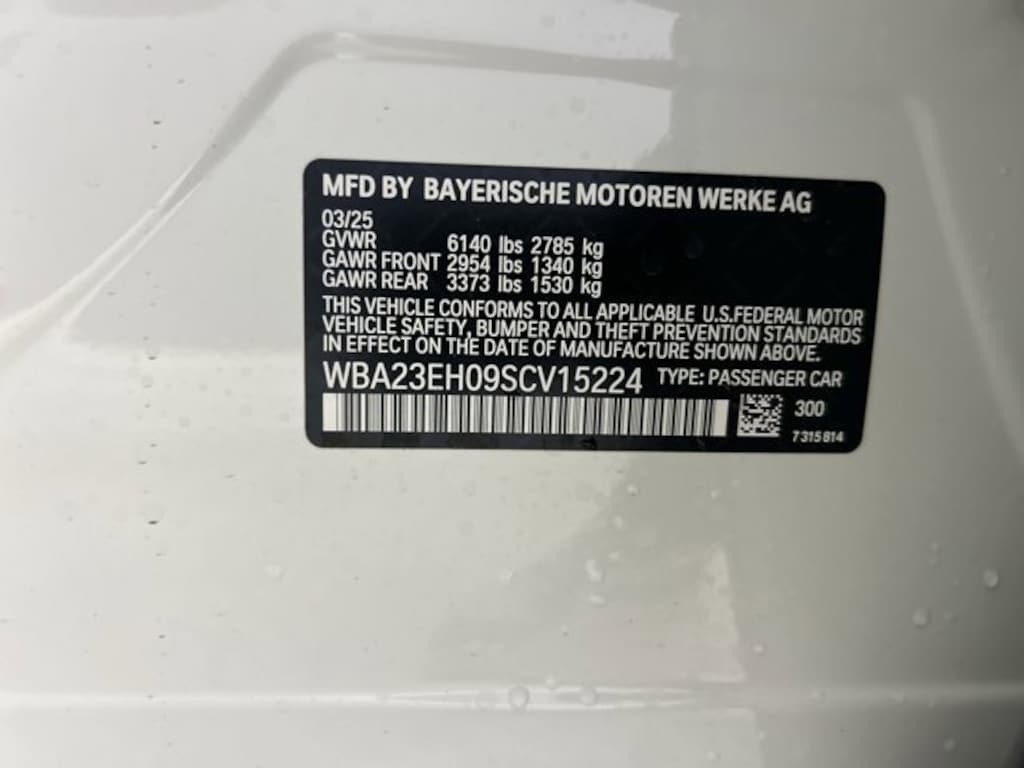 MFD BY BAYERISCHE MOTOREN WERKE AG
03/25
GVWR 6140 lbs 2785 kg
GAWR FRONT 2954 lbs 1340 kg
GAWR REAR 3373 lbs 1530 kg
THIS VEHICLE CONFORMS TO ALL APPLICABLE U.S.FEDERAL MOTOR
VEHICLE SAFETY, BUMPER AND THEFT PREVENTION STANDARDS
IN EFFECT ON THE DATE OF MANUFACTURE SHOWN ABOVE.
WBA23EH09SCV15224 TYPE: PASSENGER CAR
300
7315814